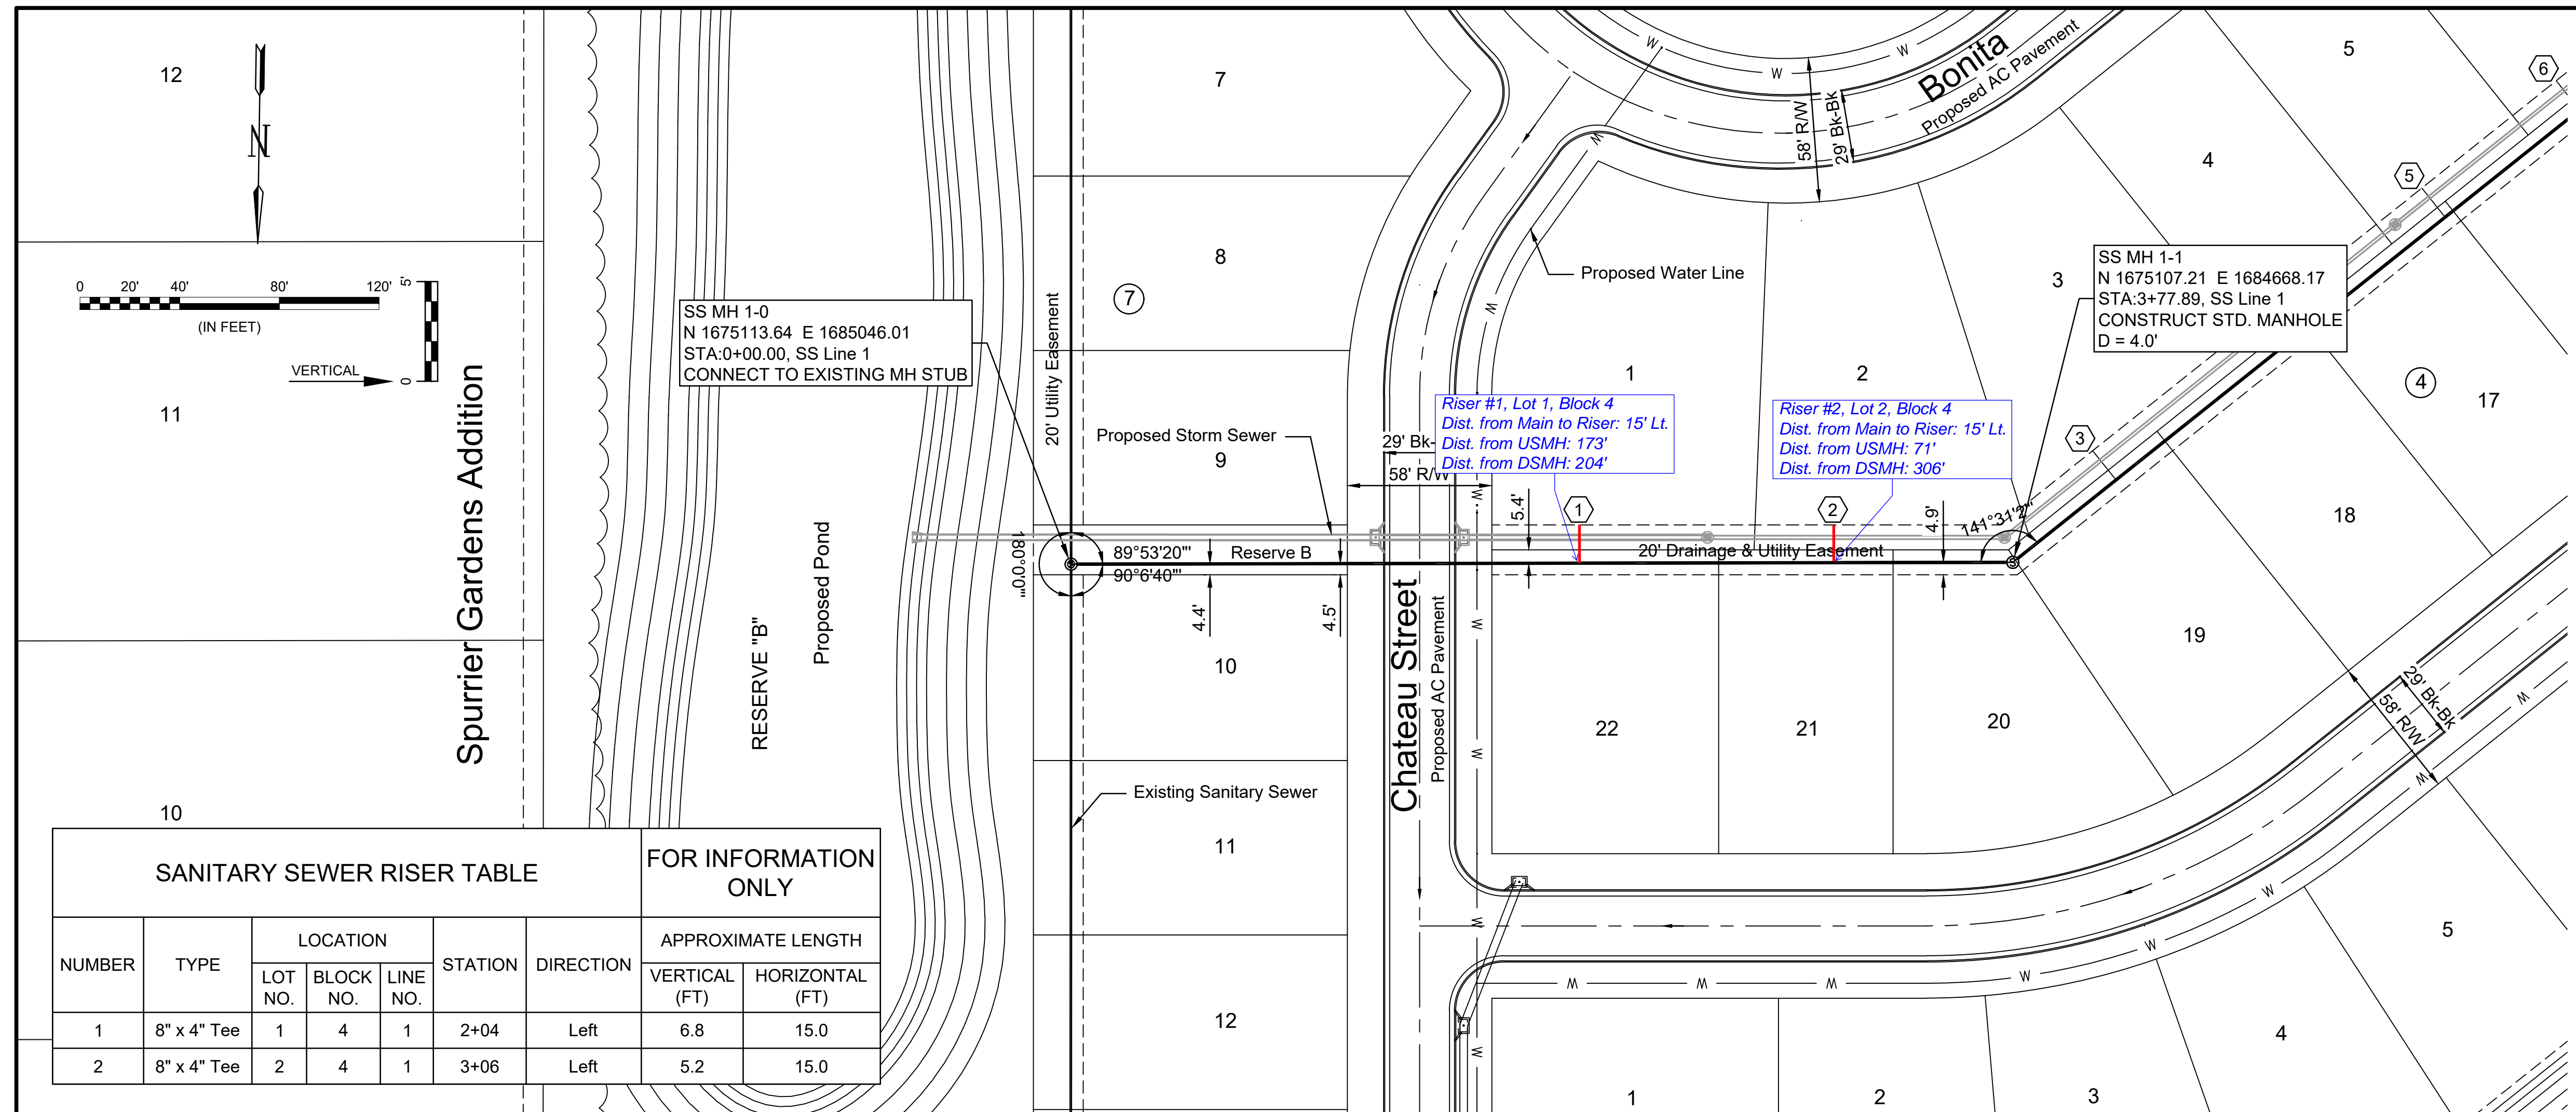 12
N
0 20' 40' 80' 120'
(IN FEET)
5'
0
VERTICAL
11
Spurrier Gardens Addition
10
RESERVE "B"
Proposed Pond
SS MH 1-0
N 1675113.64 E 1685046.01
STA:0+00.00, SS Line 1
CONNECT TO EXISTING MH STUB
20' Utility Easement
7
8
7
9
Proposed Storm Sewer
180°0'0"
89°53'20"
90°6'40"
Reserve B
4.4'
4.5'
10
Existing Sanitary Sewer
11
12
Chateau Street
Proposed AC Pavement
29' Bk-
58' R/W
Riser #1, Lot 1, Block 4
Dist. from Main to Riser: 15' Lt.
Dist. from USMH: 173'
Dist. from DSMH: 204'
Riser #2, Lot 2, Block 4
Dist. from Main to Riser: 15' Lt.
Dist. from USMH: 71'
Dist. from DSMH: 306'
5.4'
1
2
4.9'
141°31'2"
20' Drainage & Utility Easement
Proposed Water Line
W W W
W W W W W W W W
58' R/W
29' Bk-Bk
Bonita
Proposed AC Pavement
1
2
3
4
5
6
5
3
SS MH 1-1
N 1675107.21 E 1684668.17
STA:3+77.89, SS Line 1
CONSTRUCT STD. MANHOLE
D = 4.0'
4
17
18
19
20
21
22
29' Bk-Bk
58' R/W
W W W W W W W W
1
2
3
4
5
SANITARY SEWER RISER TABLE
FOR INFORMATION
ONLY
NUMBER TYPE LOCATION STATION DIRECTION APPROXIMATE LENGTH
LOT NO. BLOCK NO. LINE NO. VERTICAL (FT) HORIZONTAL (FT)
1 8" x 4" Tee 1 4 1 2+04 Left 6.8 15.0
2 8" x 4" Tee 2 4 1 3+06 Left 5.2 15.0